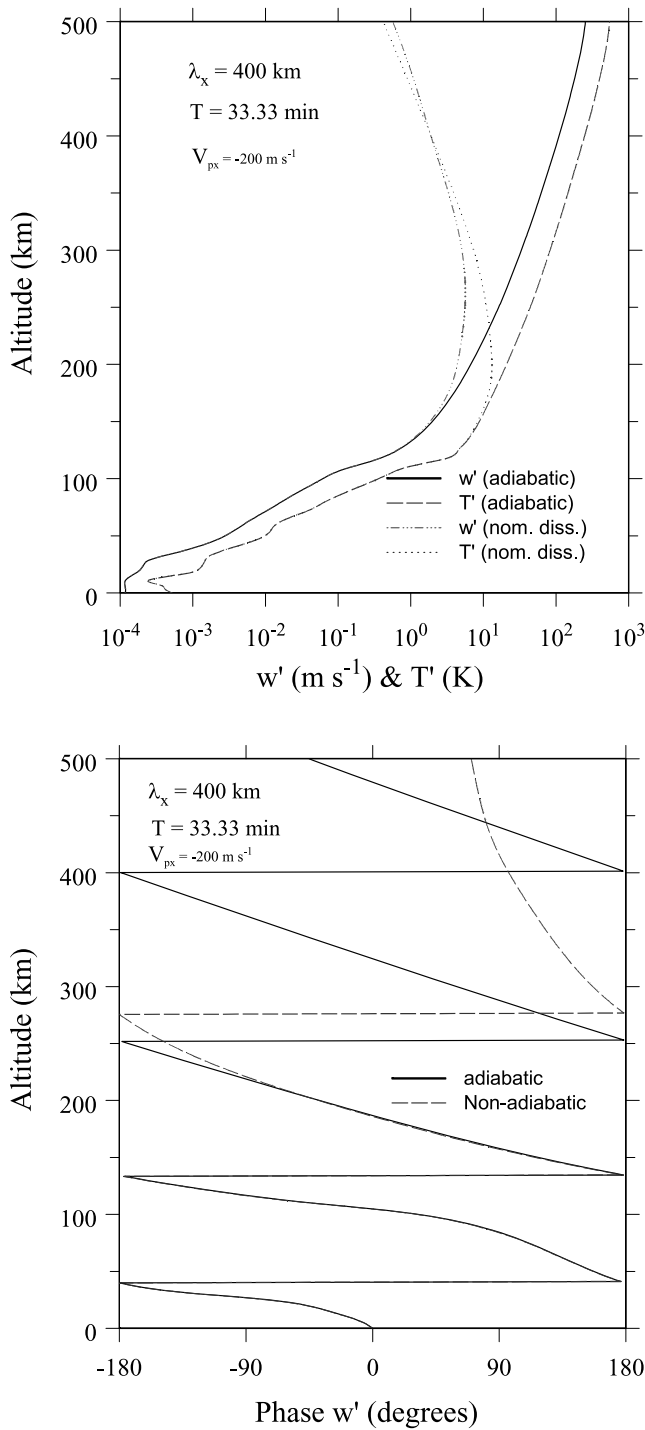 500
400
300
200
100
0
Altitude (km)
λx = 400 km
T = 33.33 min
Vpx = -200 m s-1
w' (adiabatic)
T' (adiabatic)
w' (nom. diss.)
T' (nom. diss.)
10-4 10-3 10-2 10-1 100 101 102 103
w' (m s-1) & T' (K)
500
400
300
200
100
0
Altitude (km)
λx = 400 km
T = 33.33 min
Vpx = -200 m s-1
adiabatic
Non-adiabatic
-180 -90 0 90 180
Phase w' (degrees)